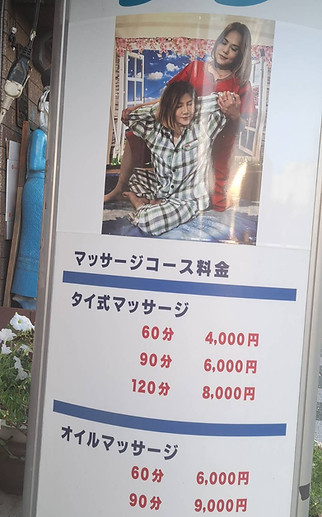 マッサージコース料金
タイ式マッサージ
60分 4,000円
90分 6,000円
120分 8,000円
オイルマッサージ
60分 6,000円
90分 9,000円